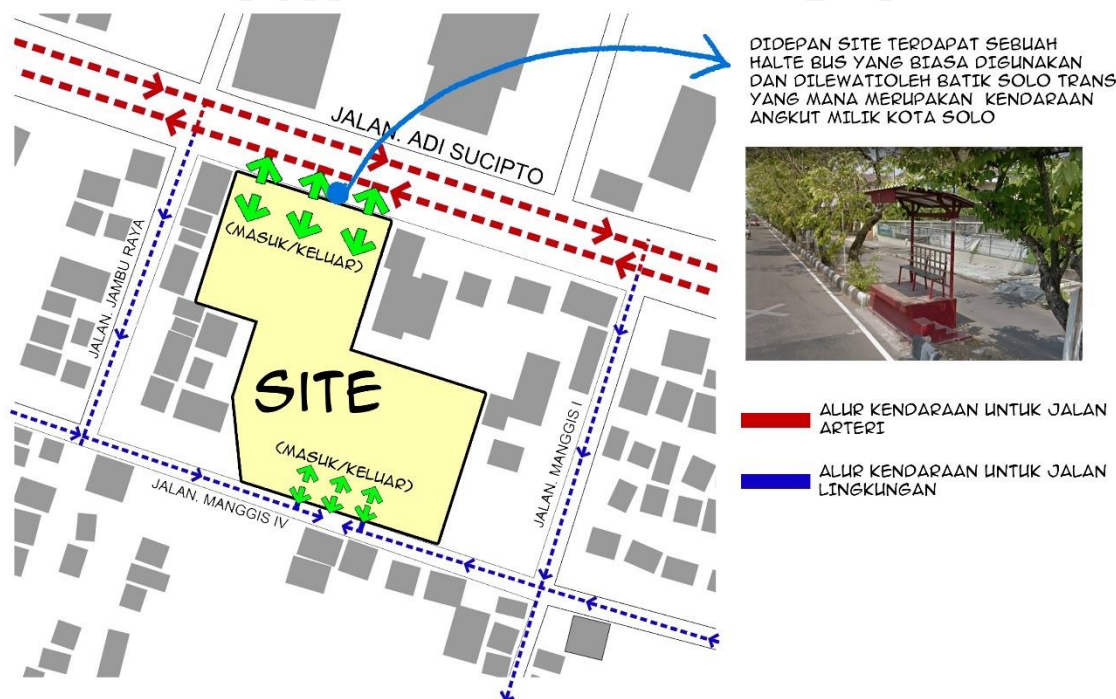 DIDEPAN SITE TERDAPAT SEBUAH
HALTE BUS YANG BIASA DIGUNAKAN
DAN DILEWATIOLEH BATIK SOLO TRANS
YANG MANA MERUPAKAN KENDARAAN
ANGKUT MILIK KOTA SOLO
JALAN. ADI SUCIPTO
(MASUK/KELUAR)
JALAN. JAMBU RAYA
SITE
(MASUK/KELUAR)
JALAN. MANGGIS I
JALAN. MANGGIS IV
ALUR KENDARAAN UNTUK JALAN
ARTERI
ALUR KENDARAAN UNTUK JALAN
LINGKUNGAN